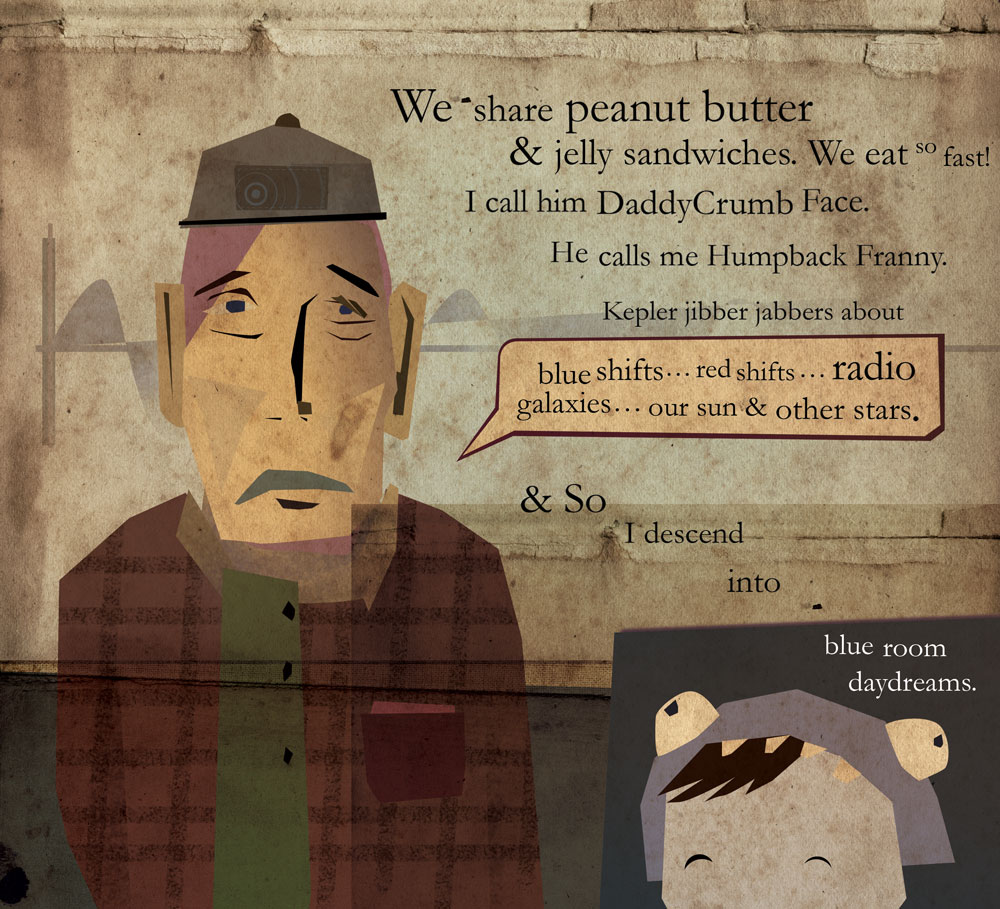 We share peanut butter
& jelly sandwiches. We eat so fast!
I call him DaddyCrumb Face.
He calls me Humpback Franny.
Kepler jibber jabbers about
blue shifts... red shifts... radio
galaxies... our sun & other stars.
& So
I descend
into
blue room
daydreams.